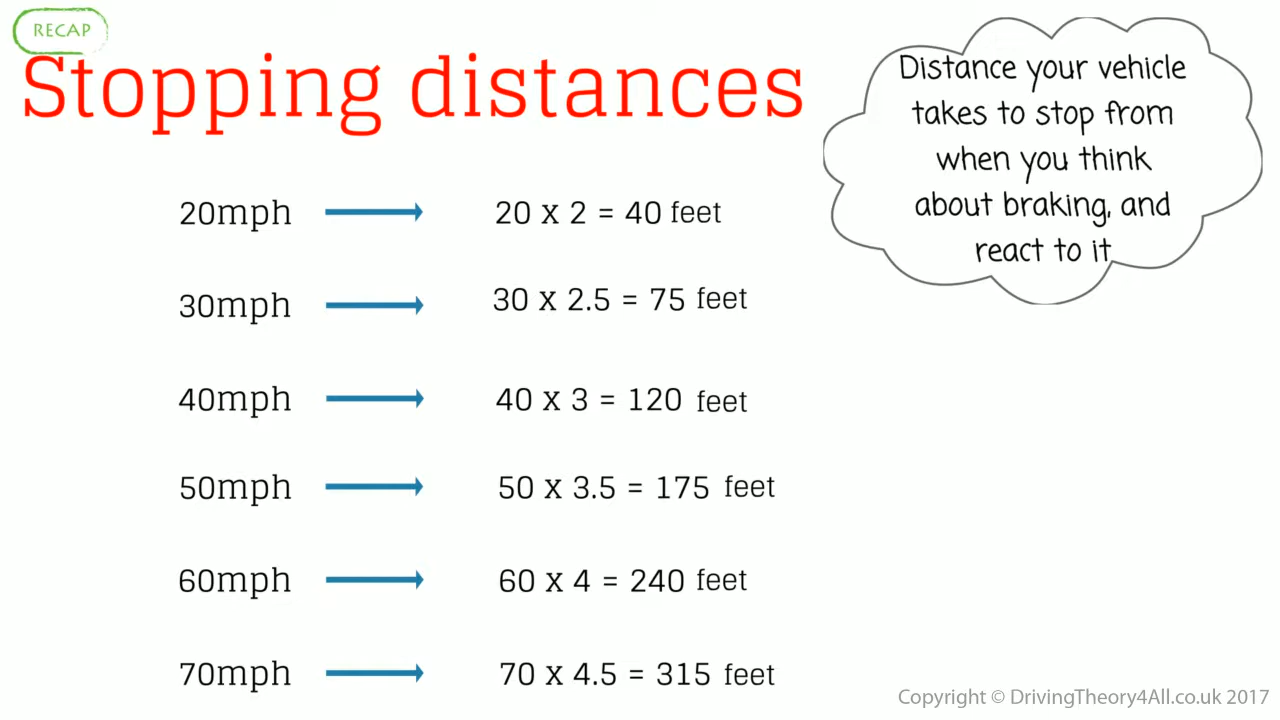 RECAP
Stopping distances
Distance your vehicle
takes to stop from
when you think
about braking, and
react to it
20mph 20 x 2 = 40 feet
30mph 30 x 2.5 = 75 feet
40mph 40 x 3 = 120 feet
50mph 50 x 3.5 = 175 feet
60mph 60 x 4 = 240 feet
70mph 70 x 4.5 = 315 feet
Copyright © DrivingTheory4All.co.uk 2017